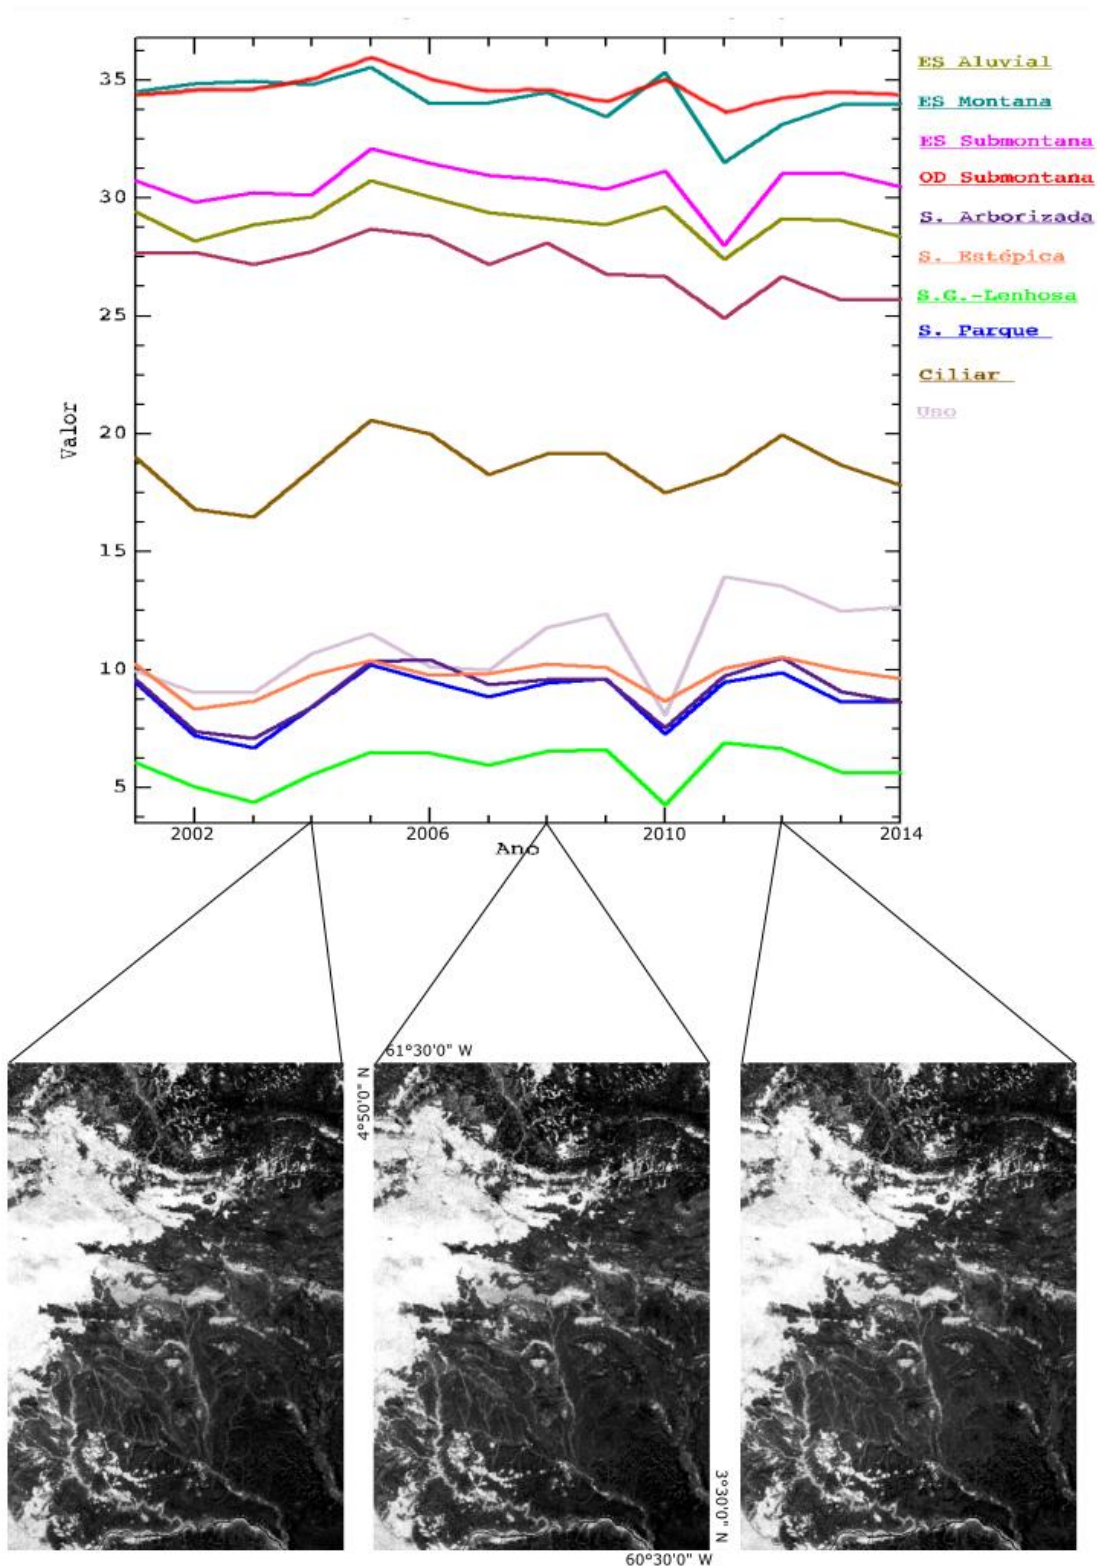 35
30
25
20
15
10
5
Valor
2002
2006
2010
2014
Ano
ES Aluvial
ES Montana
ES Submontana
OD Submontana
S. Arborizada
S. Estépica
S.G.-Lenhosa
S. Parque
Ciliar
Uso
61°30'0" W
4°50'0" N
3°30'0" N
60°30'0" W